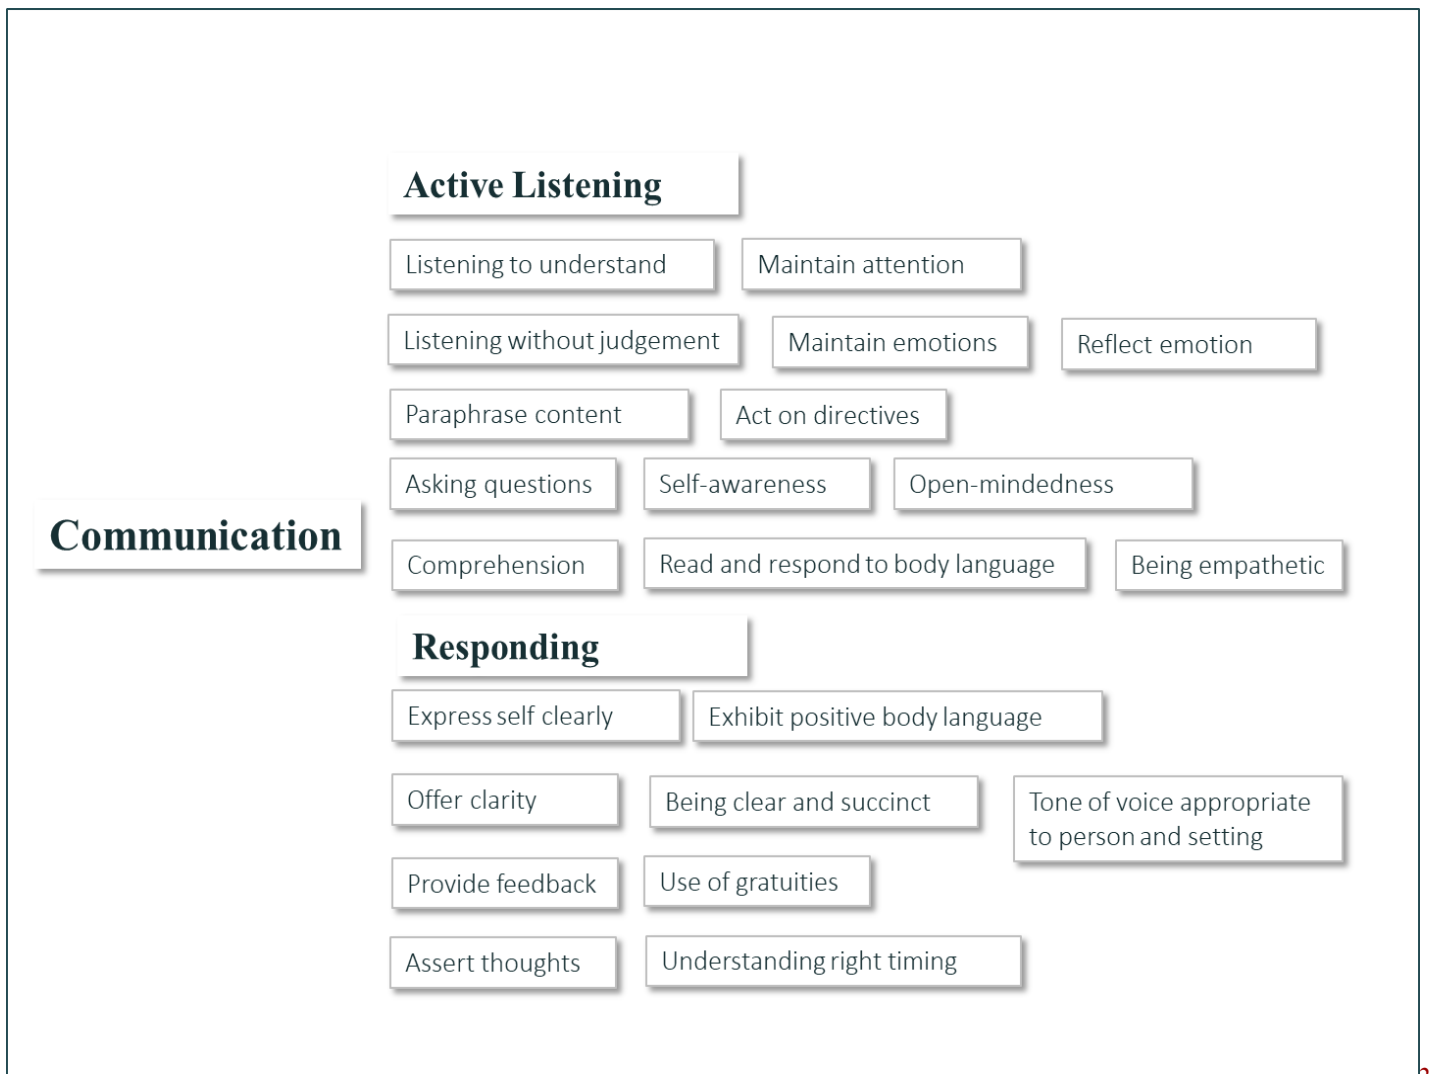 Active Listening
Listening to understand
Maintain attention
Listening without judgement
Maintain emotions
Reflect emotion
Paraphrase content
Act on directives
Asking questions
Self-awareness
Open-mindedness
Communication
Comprehension
Read and respond to body language
Being empathetic
Responding
Express self clearly
Exhibit positive body language
Offer clarity
Being clear and succinct
Tone of voice appropriate
to person and setting
Provide feedback
Use of gratuities
Assert thoughts
Understanding right timing